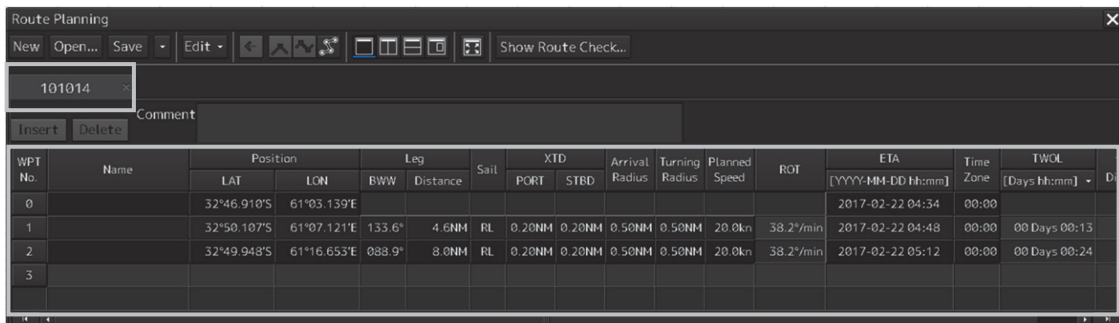 Route Planning
New Open... Save Edit Show Route Check...
101014
Comment
Insert Delete
WPT No. Name Position Leg Sail XTD Arrival Radius Turning Radius Planned Speed ROT ETA Time Zone TWOL Di
LAT LON BWW Distance PORT STBD [YYYY-MM-DD hh:mm] [Days hh:mm]
0 32°46.910'S 61°03.139'E 2017-02-22 04:34 00:00
1 32°50.107'S 61°07.121'E 133.6° 4.6NM RL 0.20NM 0.20NM 0.50NM 0.50NM 20.0kn 38.2°/min 2017-02-22 04:48 00:00 00 Days 00:13
2 32°49.948'S 61°16.653'E 088.9° 8.0NM RL 0.20NM 0.20NM 0.50NM 0.50NM 20.0kn 38.2°/min 2017-02-22 05:12 00:00 00 Days 00:24
3